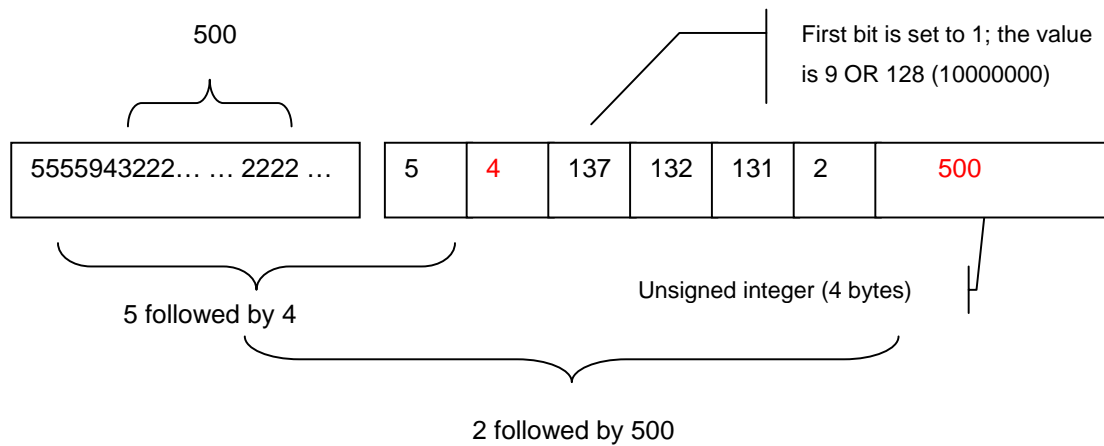 500
First bit is set to 1; the value
is 9 OR 128 (10000000)
5555943222… … 2222 …
5 4 137 132 131 2 500
Unsigned integer (4 bytes)
5 followed by 4
2 followed by 500